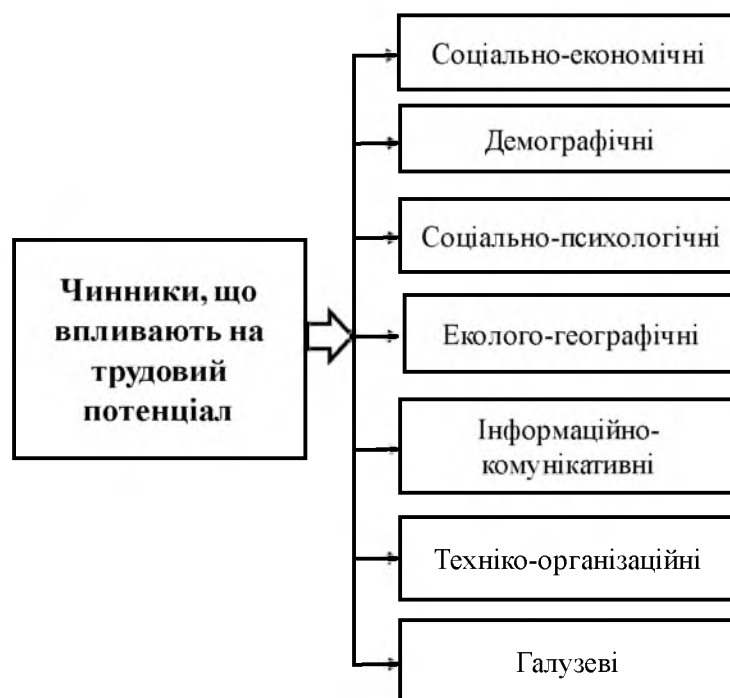 Чинники, що
впливають на
трудовий
потенціал
Соціально-економічні
Демографічні
Соціально-психологічні
Еколого-географічні
Інформаційно-
комунікативні
Техніко-організаційні
Галузеві